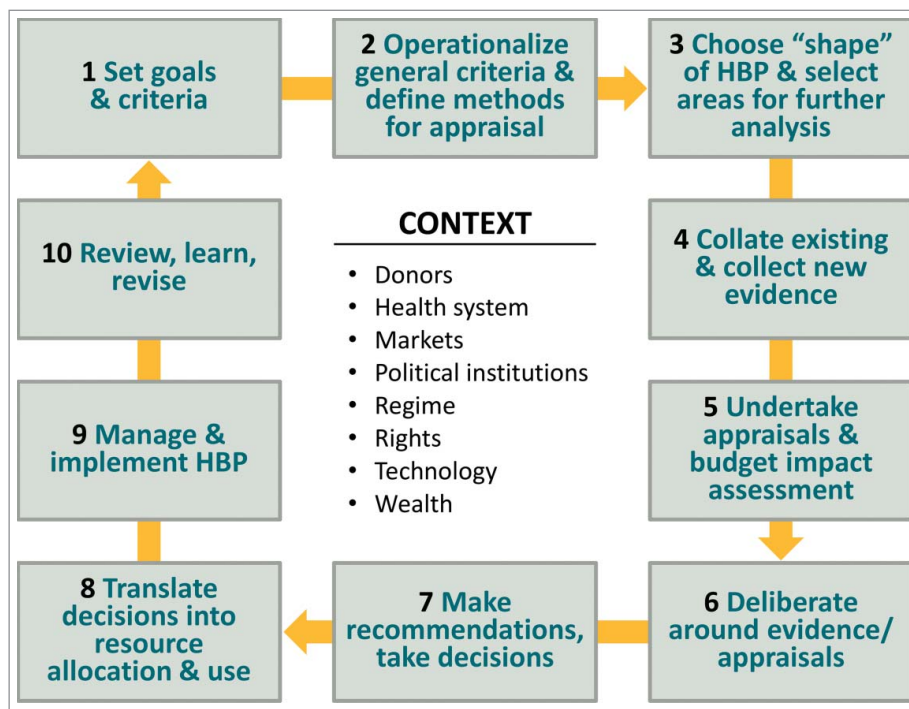 1 Set goals
& criteria
2 Operationalize
general criteria &
define methods
for appraisal
3 Choose “shape”
of HBP & select
areas for further
analysis
4 Collate existing
& collect new
evidence
5 Undertake
appraisals &
budget impact
assessment
6 Deliberate
around evidence/
appraisals
7 Make
recommendations,
take decisions
8 Translate
decisions into
resource
allocation & use
9 Manage &
implement HBP
10 Review, learn,
revise
CONTEXT
• Donors
• Health system
• Markets
• Political institutions
• Regime
• Rights
• Technology
• Wealth